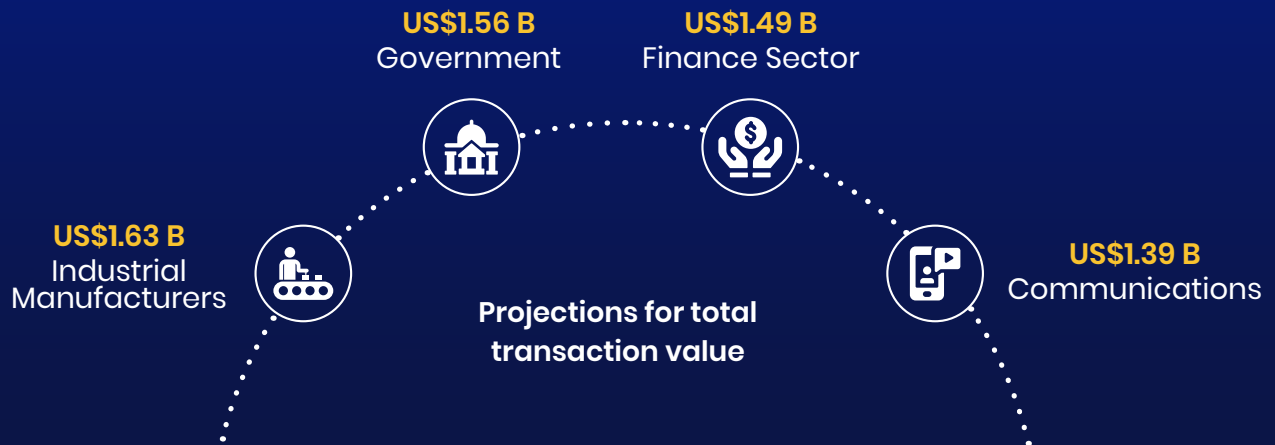 US$1.56 B
Government
US$1.49 B
Finance Sector
US$1.63 B
Industrial
Manufacturers
US$1.39 B
Communications
Projections for total
transaction value